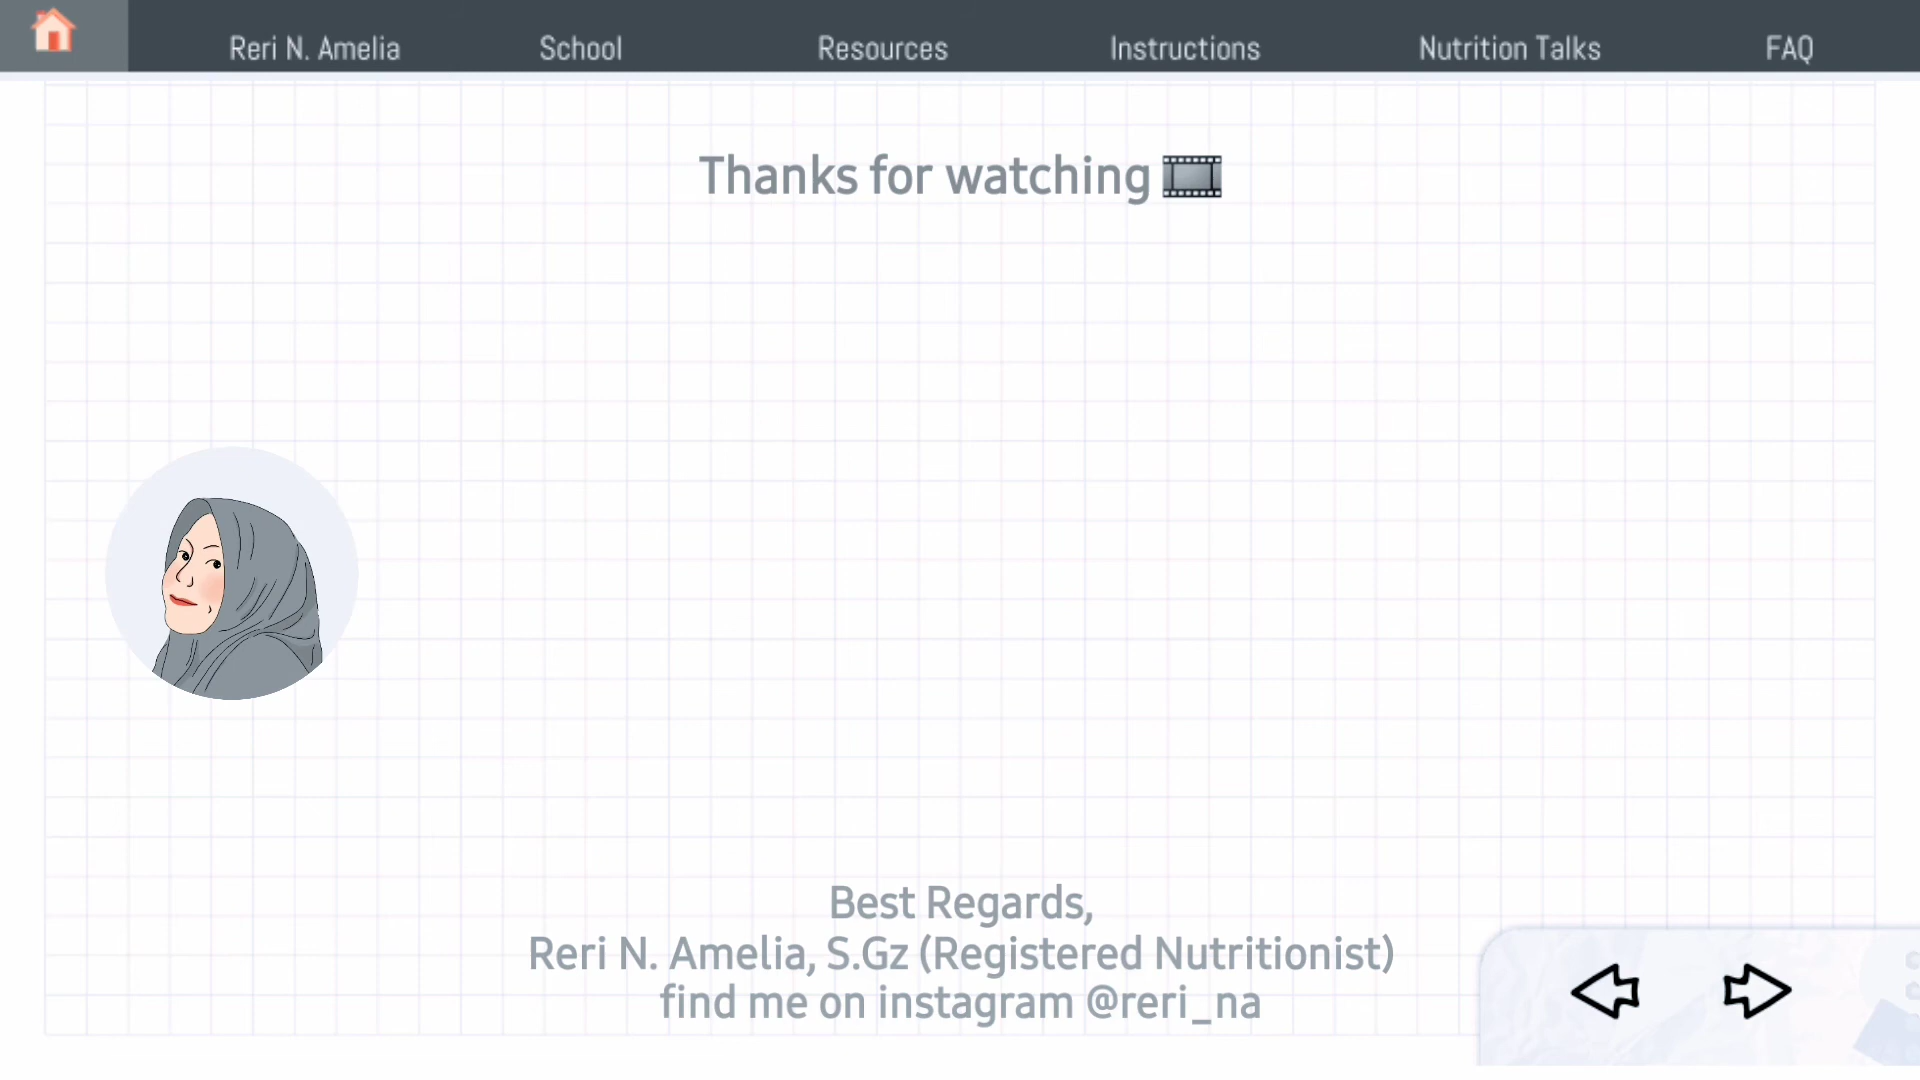 Reri N. Amelia School Resources Instructions Nutrition Talks FAQ
Thanks for watching 🎞
Best Regards,
Reri N. Amelia, S.Gz (Registered Nutritionist)
find me on instagram @reri_na